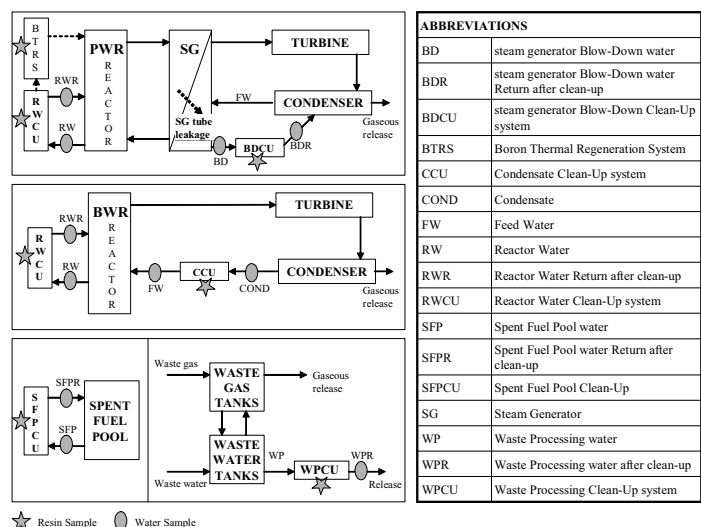 B
T
R
S
PWR
R
E
A
C
T
O
R
SG
TURBINE
RWR
R
W
C
U
RW
FW
CONDENSER
SG tube
leakage
Gaseous
release
BD
BDCU
BDR
BWR
R
E
A
C
T
O
R
TURBINE
RWR
R
W
C
U
RW
FW
CCU
COND
CONDENSER
Gaseous
release
SFPR
S
F
P
C
U
SFP
SPENT
FUEL
POOL
Waste gas
WASTE
GAS
TANKS
Gaseous
release
WASTE
WATER
TANKS
Waste water
WP
WPCU
WPR
Release
Resin Sample
Water Sample
ABBREVIATIONS
BD steam generator Blow-Down water
BDR steam generator Blow-Down water
Return after clean-up
BDCU steam generator Blow-Down Clean-Up
system
BTRS Boron Thermal Regeneration System
CCU Condensate Clean-Up system
COND Condensate
FW Feed Water
RW Reactor Water
RWR Reactor Water Return after clean-up
RWCU Reactor Water Clean-Up system
SFP Spent Fuel Pool water
SFPR Spent Fuel Pool water Return after
clean-up
SFPCU Spent Fuel Pool Clean-Up
SG Steam Generator
WP Waste Processing water
WPR Waste Processing water after clean-up
WPCU Waste Processing Clean-Up system